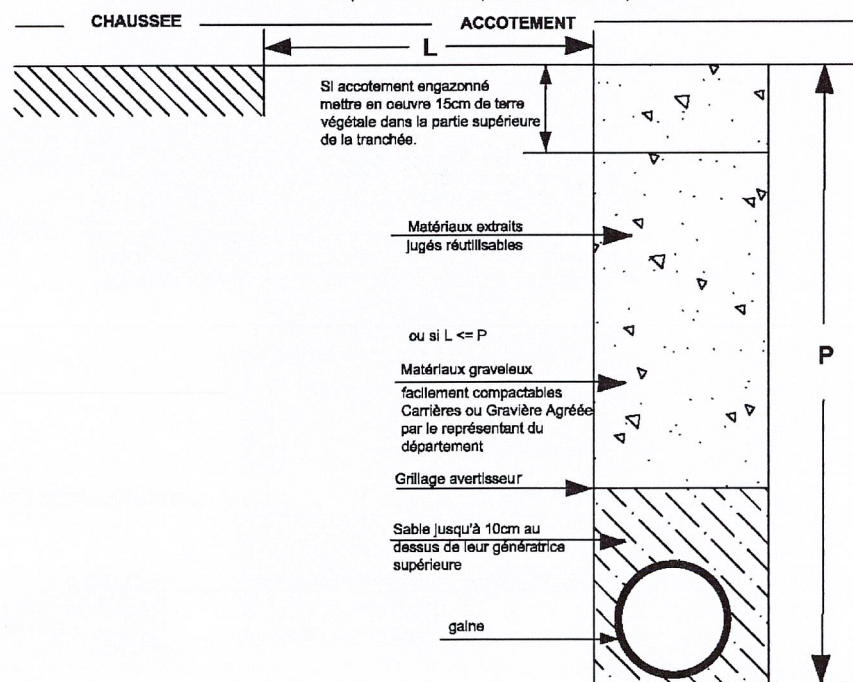 CHAUSSEE
ACCOTEMENT
L
Si accotement engazonné
mettre en oeuvre 15cm de terre
végétale dans la partie supérieure
de la tranchée.
Matériaux extraits
jugés réutilisables
ou si L <= P
P
Matériaux graveleux
facilement compactables
Carrières ou Gravière Agréée
par le représentant du
département
Grillage avertisseur
Sable jusqu'à 10cm au
dessus de leur génératrice
supérieure
gaine